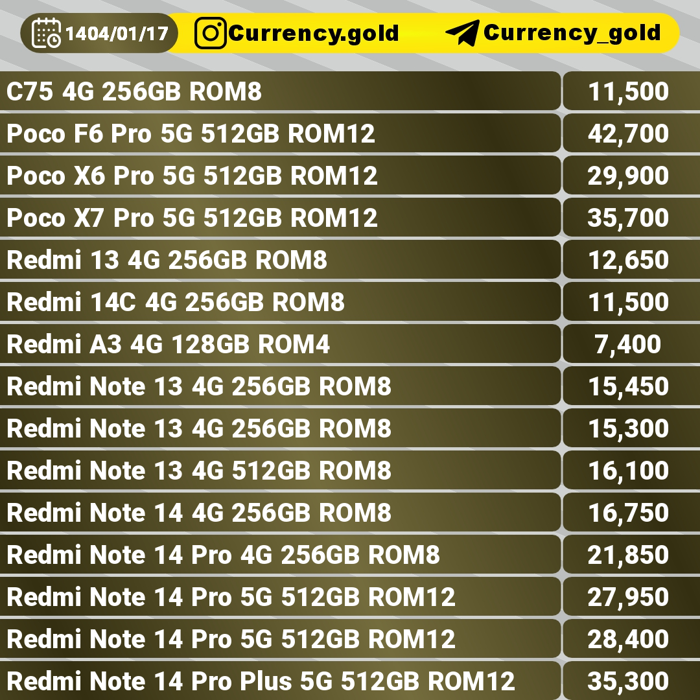 1404/01/17 Currency.gold Currency_gold
C75 4G 256GB ROM8 11,500
Poco F6 Pro 5G 512GB ROM12 42,700
Poco X6 Pro 5G 512GB ROM12 29,900
Poco X7 Pro 5G 512GB ROM12 35,700
Redmi 13 4G 256GB ROM8 12,650
Redmi 14C 4G 256GB ROM8 11,500
Redmi A3 4G 128GB ROM4 7,400
Redmi Note 13 4G 256GB ROM8 15,450
Redmi Note 13 4G 256GB ROM8 15,300
Redmi Note 13 4G 512GB ROM8 16,100
Redmi Note 14 4G 256GB ROM8 16,750
Redmi Note 14 Pro 4G 256GB ROM8 21,850
Redmi Note 14 Pro 5G 512GB ROM12 27,950
Redmi Note 14 Pro 5G 512GB ROM12 28,400
Redmi Note 14 Pro Plus 5G 512GB ROM12 35,300